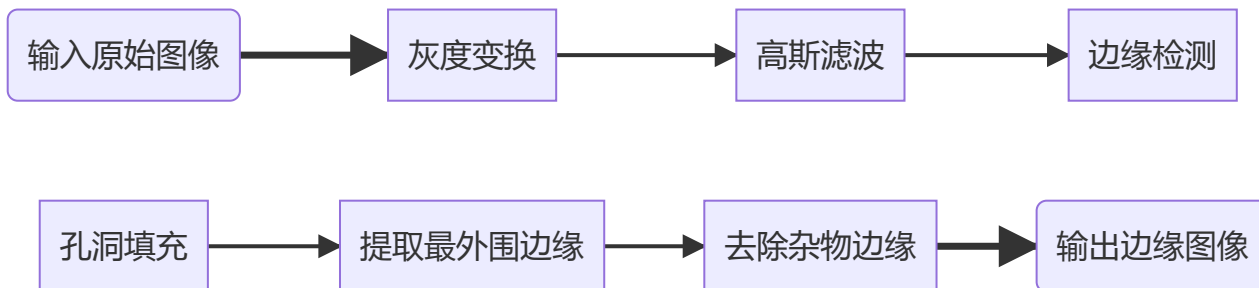 输入原始图像
灰度变换
高斯滤波
边缘检测
孔洞填充
提取最外围边缘
去除杂物边缘
输出边缘图像